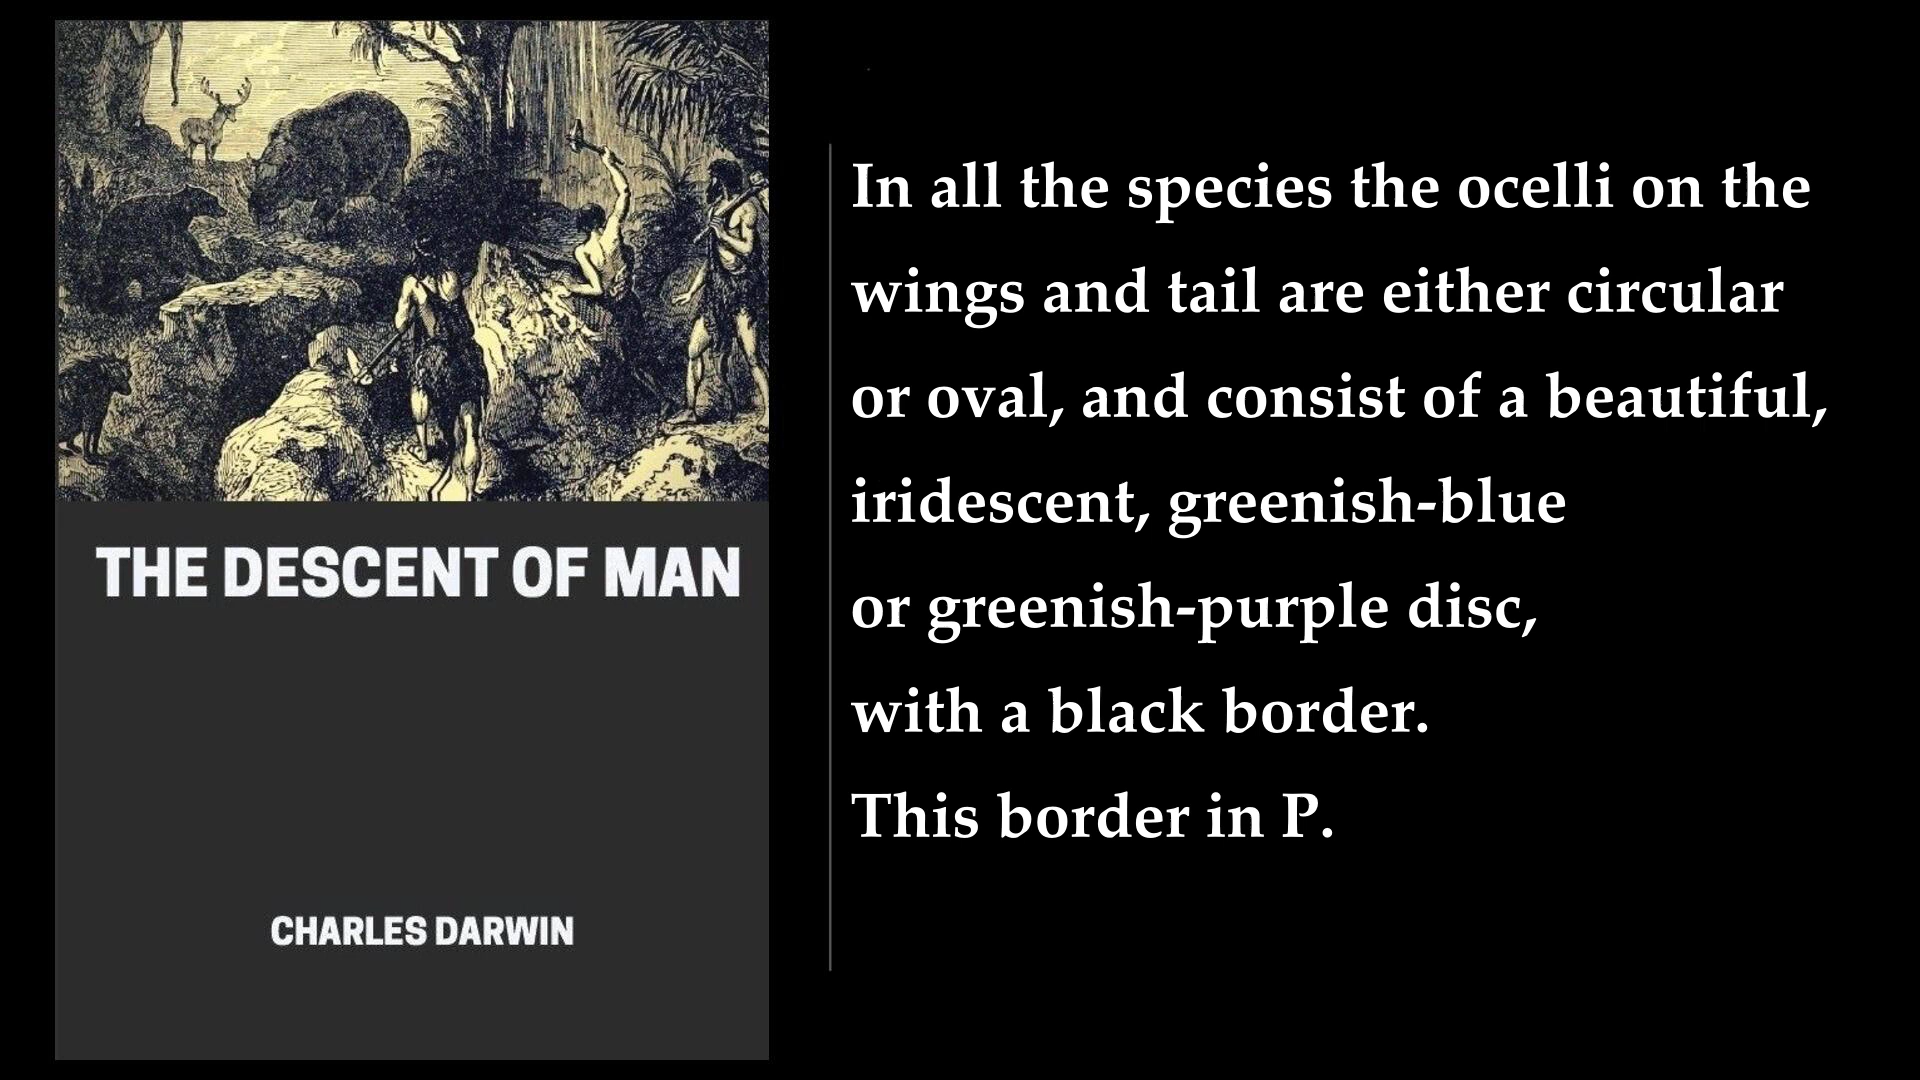 THE DESCENT OF MAN
CHARLES DARWIN
In all the species the ocelli on the
wings and tail are either circular
or oval, and consist of a beautiful,
iridescent, greenish-blue
or greenish-purple disc,
with a black border.
This border in P.